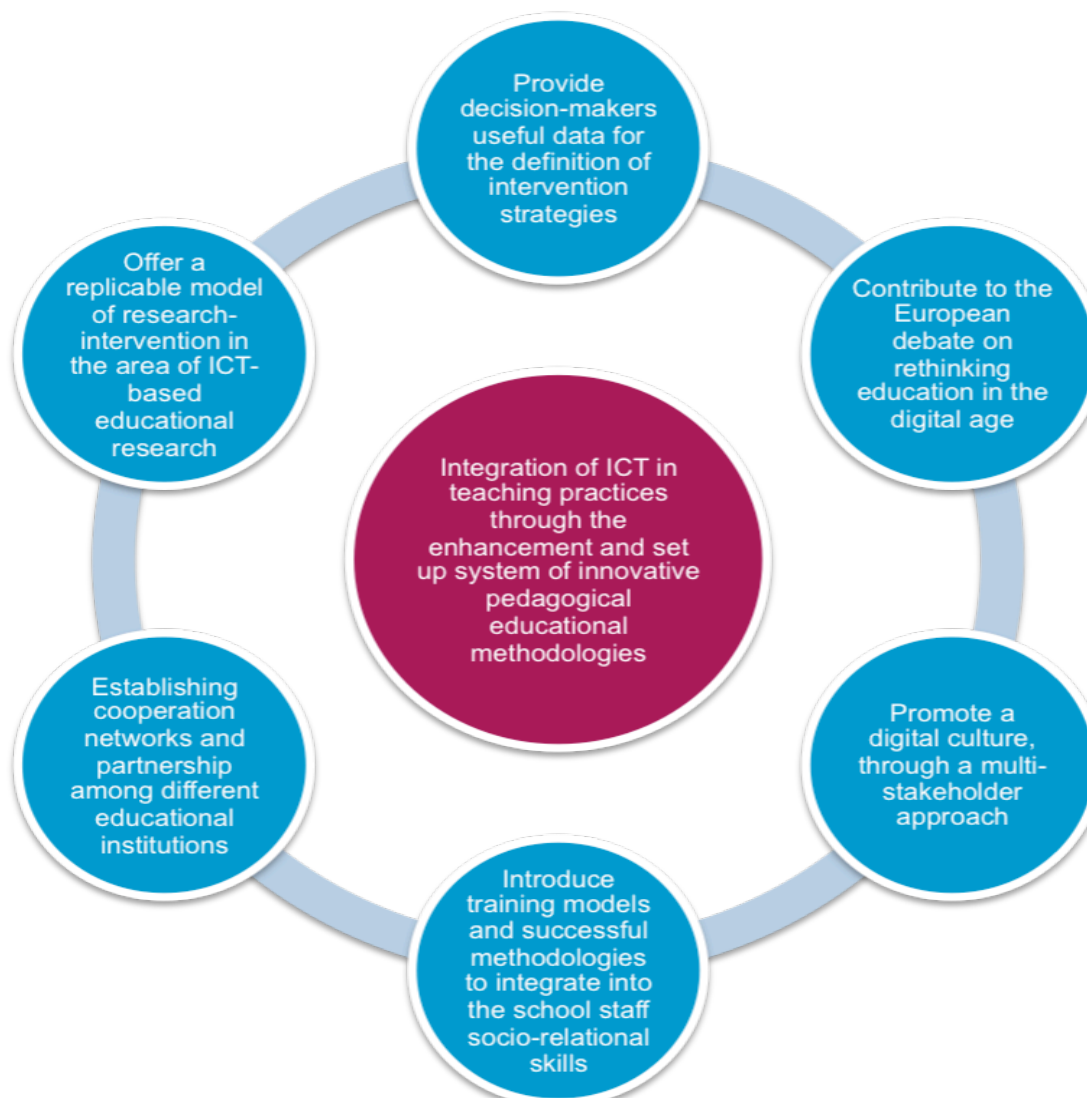 Provide
decision-makers
useful data for
the definition of
intervention
strategies
Contribute to the
European
debate on
rethinking
education in the
digital age
Promote a
digital culture,
through a multi-
stakeholder
approach
Introduce
training models
and successful
methodologies
to integrate into
the school staff
socio-relational
skills
Establishing
cooperation
networks and
partnership
among different
educational
institutions
Offer a
replicable model
of research-
intervention in
the area of ICT-
based
educational
research
Integration of ICT in
teaching practices
through the
enhancement and set
up system of innovative
pedagogical
educational
methodologies